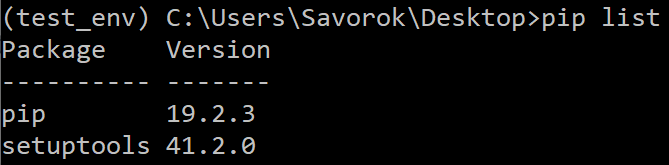 (test_env) C:\Users\Savorok\Desktop>pip list
Package    Version
---------- -------
pip        19.2.3
setuptools 41.2.0